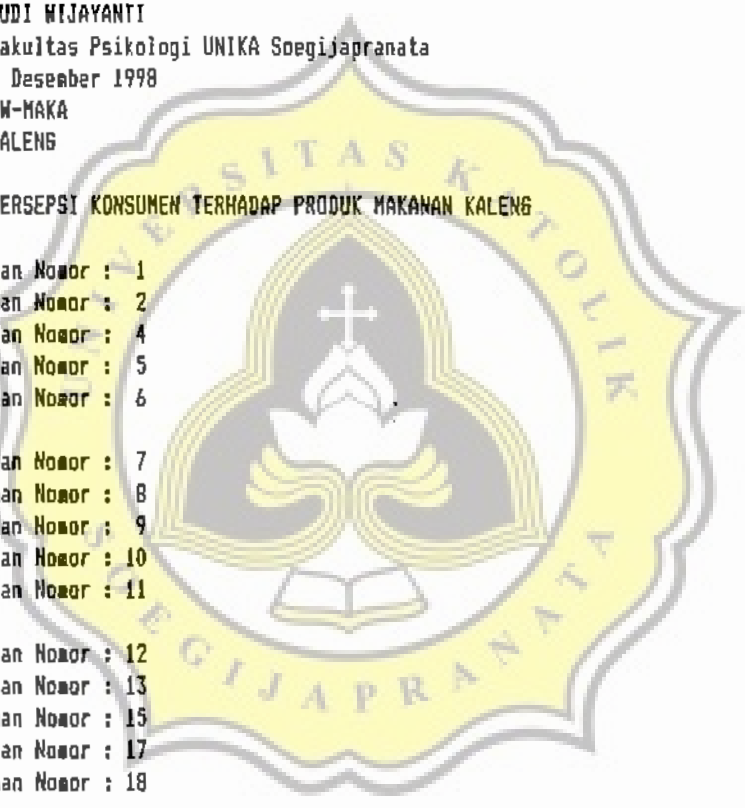 UDI WIJAYANTI
akultas Psikologi UNIKA Soegijapranata
Desember 1998
W-MAKA
ALENG
ERSEPSI KONSUMEN TERHADAP PRODUK MAKANAN KALENG
an Nomor : 1
an Nomor : 2
an Nomor : 4
an Nomor : 5
an Nomor : 6
an Nomor : 7
an Nomor : 8
an Nomor : 9
an Nomor : 10
an Nomor : 11
an Nomor : 12
an Nomor : 13
an Nomor : 15
an Nomor : 17
an Nomor : 18
UNIVERSITAS KATOLIK
SOEGIJAPRANATA